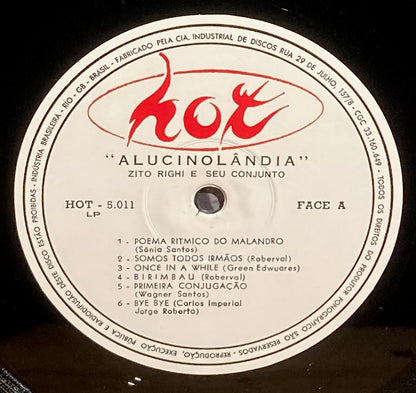 FABRICADO PELA CIA. INDUSTRIAL DE DISCOS RUA 29 DE JULHO, 157/8 - CGC 33.160.649 - TODOS OS DIREITOS DO PRODUTOR FONOGRÁFICO SÃO RESERVADOS - REPRODUÇÃO, EXECUÇÃO, PÚBLICA E RADIODIFUSÃO DESTE DISCO ESTÃO PROIBIDAS - INDÚSTRIA BRASILEIRA - RIO - GB - BRASIL -
hot
"ALUCINOLÂNDIA"
ZITO RIGHI E SEU CONJUNTO
HOT - 5.011 FACE A
LP
1 - POEMA RITMICO DO MALANDRO
(Sônia Santos)
2 - SOMOS TODOS IRMÃOS (Roberval)
3 - ONCE IN A WHILE (Green Edwuares)
4 - BIRIMBAU (Roberval)
5 - PRIMEIRA CONJUGAÇÃO
(Wagner Santos)
6 - BYE BYE (Carlos Imperial
Jorge Roberto)